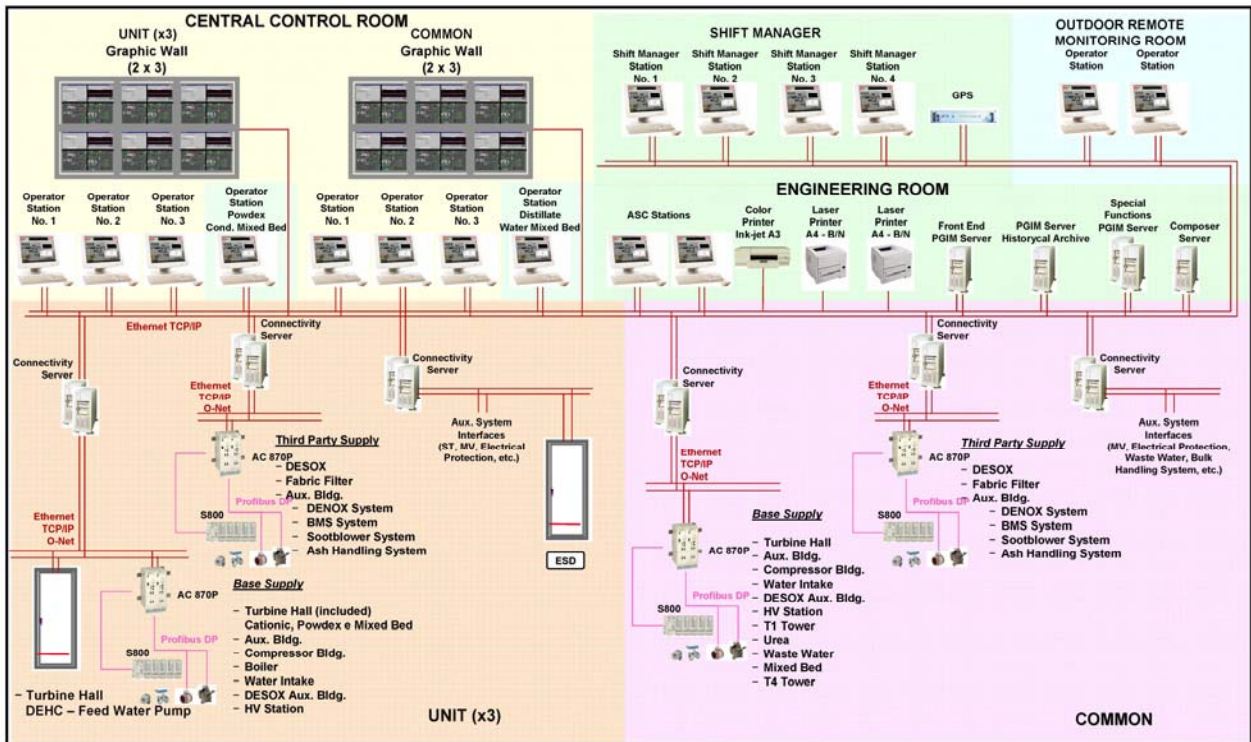 CENTRAL CONTROL ROOM
UNIT (x3)
Graphic Wall
(2 x 3)
COMMON
Graphic Wall
(2 x 3)
SHIFT MANAGER
Shift Manager
Station
No. 1
Shift Manager
Station
No. 2
Shift Manager
Station
No. 3
Shift Manager
Station
No. 4
GPS
OUTDOOR REMOTE
MONITORING ROOM
Operator
Station
Operator
Station
Operator
Station
No. 1
Operator
Station
No. 2
Operator
Station
No. 3
Operator
Station
Powdex
Cond. Mixed Bed
Operator
Station
No. 1
Operator
Station
No. 2
Operator
Station
No. 3
Operator
Station
Distillate
Water Mixed Bed
ENGINEERING ROOM
ASC Stations
Color
Printer
Ink-jet A3
Laser
Printer
A4 - B/N
Laser
Printer
A4 - B/N
Front End
PGIM Server
PGIM Server
Historycal Archive
Special
Functions
PGIM Server
Composer
Server
Ethernet TCP/IP
Connectivity
Server
Connectivity
Server
Connectivity
Server
Ethernet
TCP/IP
O-Net
AC 870P
Profibus DP
S800
Third Party Supply
- DESOX
- Fabric Filter
- Aux. Bldg.
- DENOX System
- BMS System
- Sootblower System
- Ash Handling System
Aux. System
Interfaces
(ST, MV, Electrical
Protection, etc.)
ESD
Ethernet
TCP/IP
O-Net
AC 870P
Profibus DP
S800
Base Supply
- Turbine Hall (included)
Cationic, Powdex e Mixed Bed
- Aux. Bldg.
- Compressor Bldg.
- Boiler
- Water Intake
- DESOX Aux. Bldg.
- HV Station
- Turbine Hall
DEHC – Feed Water Pump
UNIT (x3)
Connectivity
Server
Connectivity
Server
Connectivity
Server
Ethernet
TCP/IP
O-Net
AC 870P
Profibus DP
S800
Base Supply
- Turbine Hall
- Aux. Bldg.
- Compressor Bldg.
- Water Intake
- DESOX Aux. Bldg.
- HV Station
- T1 Tower
- Urea
- Waste Water
- Mixed Bed
- T4 Tower
Ethernet
TCP/IP
O-Net
AC 870P
Profibus DP
S800
Third Party Supply
- DESOX
- Fabric Filter
- Aux. Bldg.
- DENOX System
- BMS System
- Sootblower System
- Ash Handling System
Aux. System
Interfaces
(MV, Electrical Protection,
Waste Water, Bulk
Handling System, etc.)
COMMON